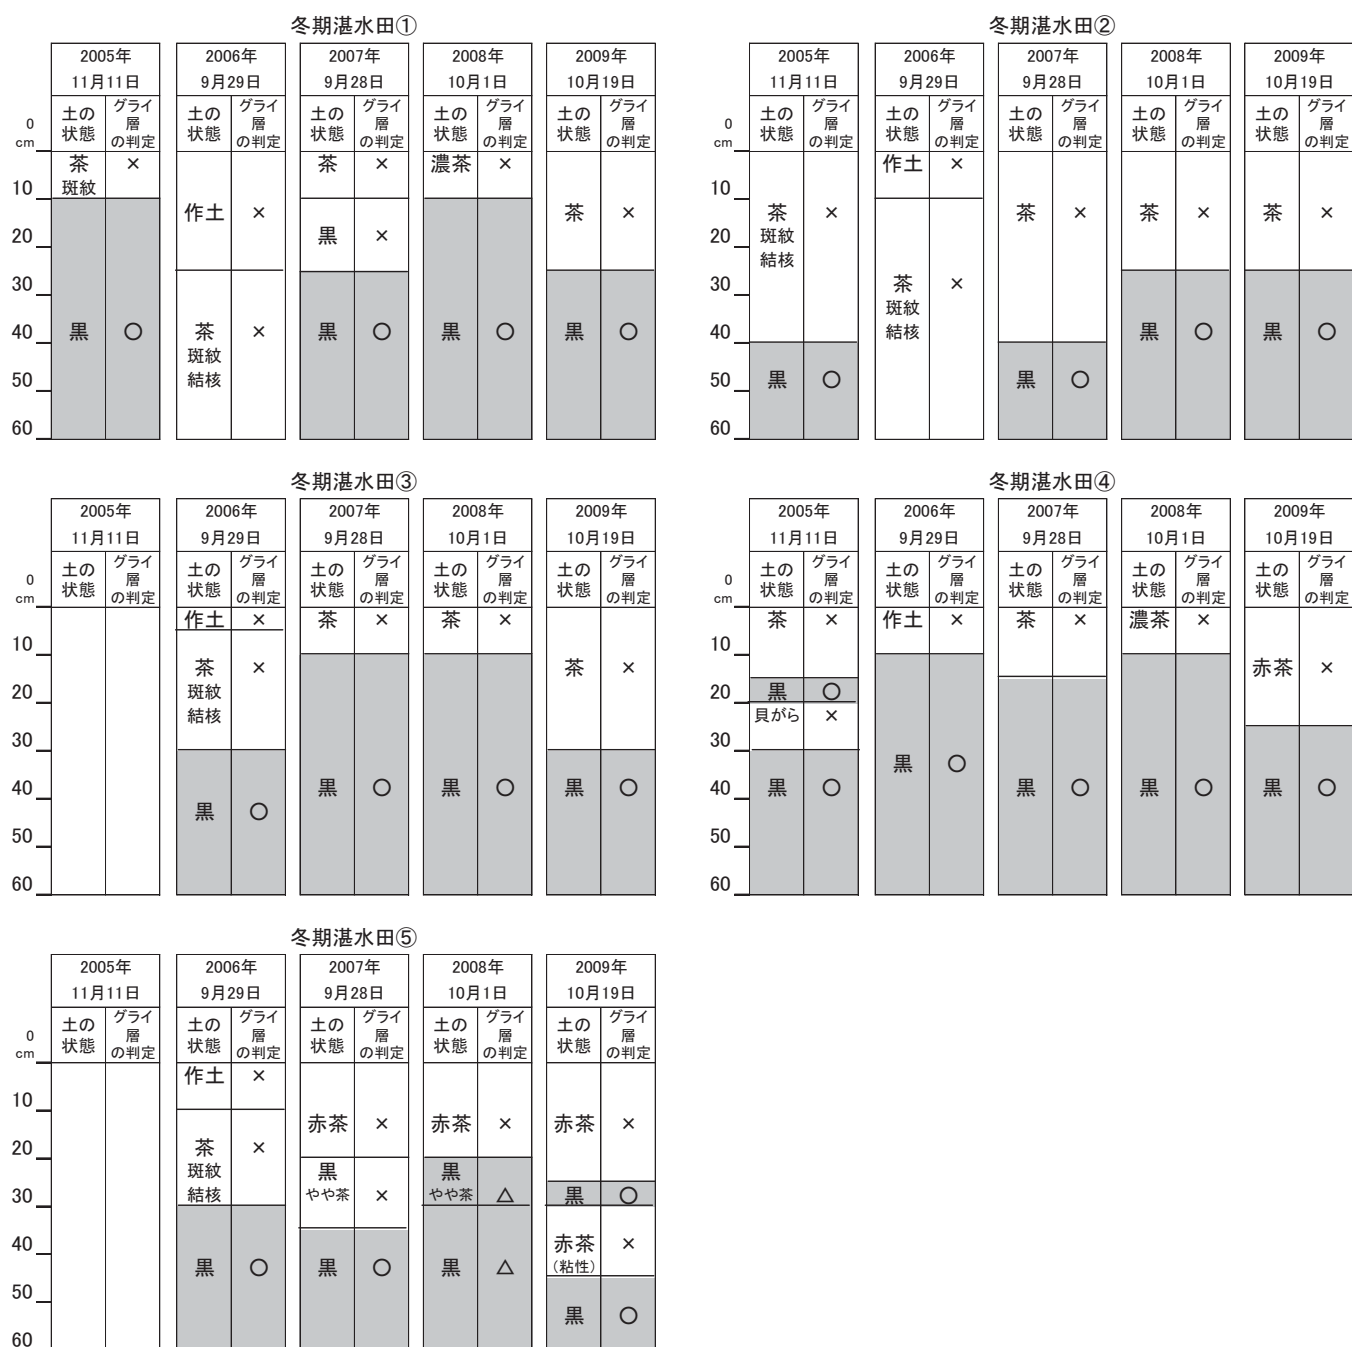 冬期湛水田①
2005年 2006年 2007年 2008年 2009年
11月11日 9月29日 9月28日 10月1日 10月19日
土の状態 グライ層の判定 土の状態 グライ層の判定 土の状態 グライ層の判定 土の状態 グライ層の判定 土の状態 グライ層の判定
0
cm
茶 × 茶 × 濃茶 ×
斑紋
10
作土 × 茶 ×
20 黒 ×
30
40 黒 ○ 茶 × 黒 ○ 黒 ○ 黒 ○
斑紋
50 結核
60
冬期湛水田②
2005年 2006年 2007年 2008年 2009年
11月11日 9月29日 9月28日 10月1日 10月19日
土の状態 グライ層の判定 土の状態 グライ層の判定 土の状態 グライ層の判定 土の状態 グライ層の判定 土の状態 グライ層の判定
0
cm
作土 ×
10
茶 × 茶 × 茶 × 茶 ×
20 斑紋
結核
30 茶 ×
斑紋
40 結核 黒 ○ 黒 ○
50 黒 ○ 黒 ○
60
冬期湛水田③
2005年 2006年 2007年 2008年 2009年
11月11日 9月29日 9月28日 10月1日 10月19日
土の状態 グライ層の判定 土の状態 グライ層の判定 土の状態 グライ層の判定 土の状態 グライ層の判定 土の状態 グライ層の判定
0
cm
作土 × 茶 × 茶 ×
10
茶 × 茶 ×
20 斑紋
結核
30
40 黒 ○ 黒 ○ 黒 ○
黒 ○
50
60
冬期湛水田④
2005年 2006年 2007年 2008年 2009年
11月11日 9月29日 9月28日 10月1日 10月19日
土の状態 グライ層の判定 土の状態 グライ層の判定 土の状態 グライ層の判定 土の状態 グライ層の判定 土の状態 グライ層の判定
0
cm
茶 × 作土 × 茶 × 濃茶 ×
10
赤茶 ×
20 黒 ○
貝がら ×
30
黒 ○
40 黒 ○ 黒 ○ 黒 ○ 黒 ○
50
60
冬期湛水田⑤
2005年 2006年 2007年 2008年 2009年
11月11日 9月29日 9月28日 10月1日 10月19日
土の状態 グライ層の判定 土の状態 グライ層の判定 土の状態 グライ層の判定 土の状態 グライ層の判定 土の状態 グライ層の判定
0
cm
作土 ×
10
赤茶 × 赤茶 × 赤茶 ×
20 茶 ×
斑紋 黒 黒
30 結核 やや茶 × やや茶 △ 黒 ○
40 赤茶 ×
黒 ○ 黒 ○ 黒 △ (粘性)
50
黒 ○
60